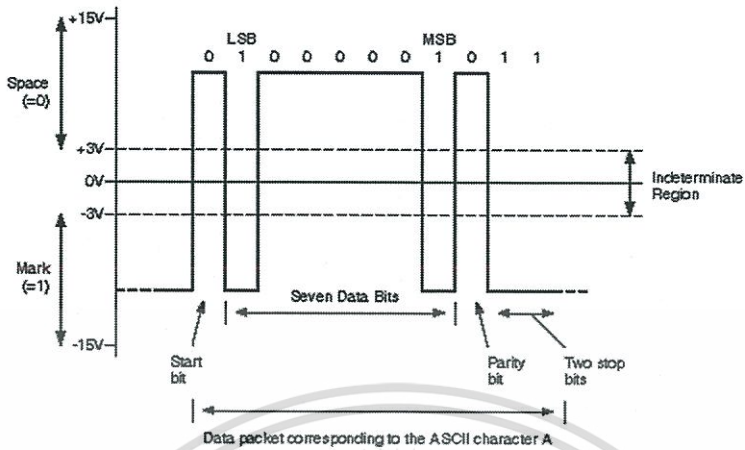 +15V
LSB MSB
0 1 0 0 0 0 0 1 0 1 1
Space
(=0)
+3V
0V
-3V
Indeterminate
Region
Mark
(=1)
-15V
Seven Data Bits
Start
bit
Parity
bit
Two stop
bits
Data packet corresponding to the ASCII character A